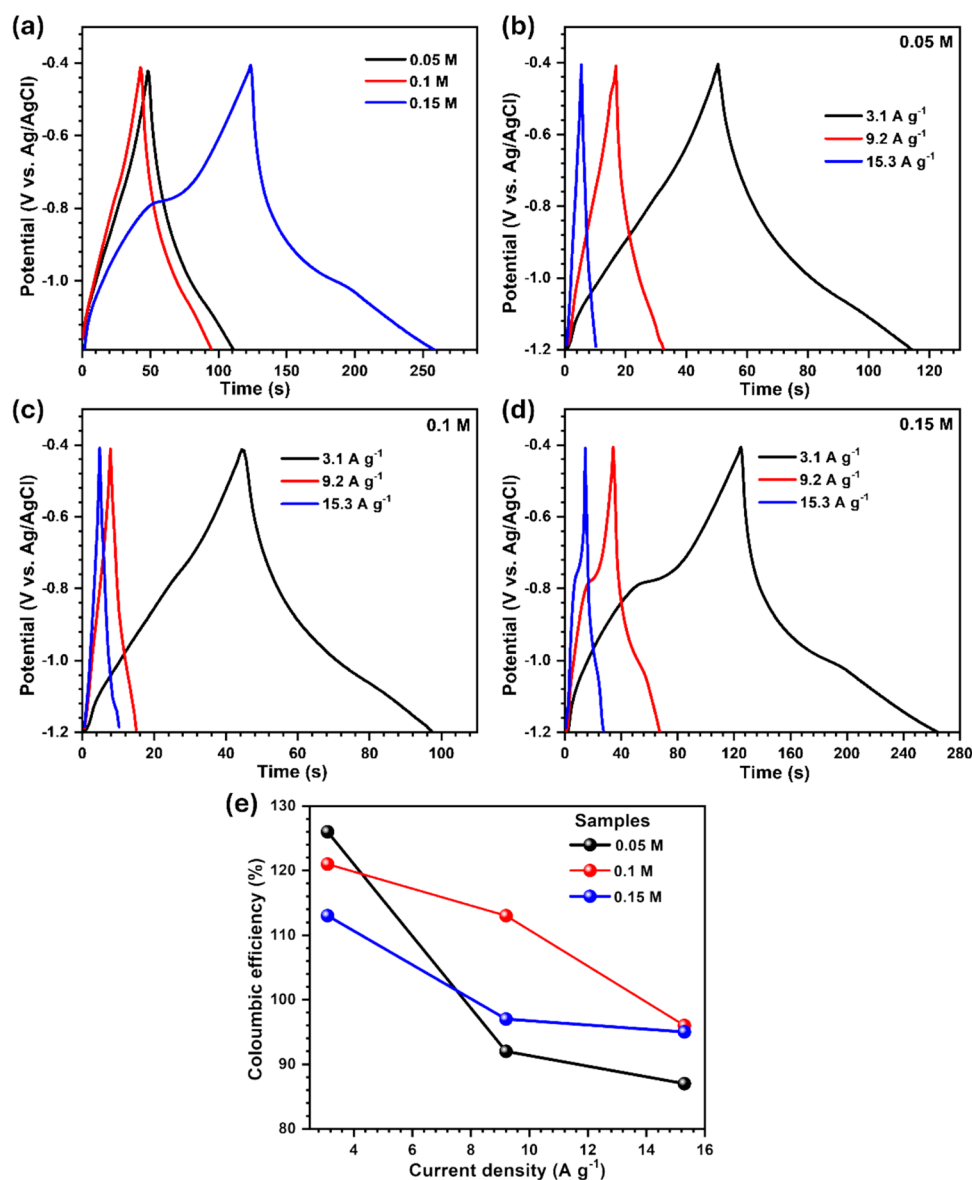 (a)
0.05 M
0.1 M
0.15 M
-0.4
-0.6
-0.8
-1.0
Potential (V vs. Ag/AgCl)
0 50 100 150 200 250
Time (s)
(b)
0.05 M
3.1 A g-1
9.2 A g-1
15.3 A g-1
-0.4
-0.6
-0.8
-1.0
-1.2
Potential (V vs. Ag/AgCl)
0 20 40 60 80 100 120
Time (s)
(c)
0.1 M
3.1 A g-1
9.2 A g-1
15.3 A g-1
-0.4
-0.6
-0.8
-1.0
-1.2
Potential (V vs. Ag/AgCl)
0 20 40 60 80 100
Time (s)
(d)
0.15 M
3.1 A g-1
9.2 A g-1
15.3 A g-1
-0.4
-0.6
-0.8
-1.0
-1.2
Potential (V vs. Ag/AgCl)
0 40 80 120 160 200 240 280
Time (s)
(e)
Samples
0.05 M
0.1 M
0.15 M
130
120
110
100
90
80
Coloumbic efficiency (%)
4 6 8 10 12 14 16
Current density (A g-1)